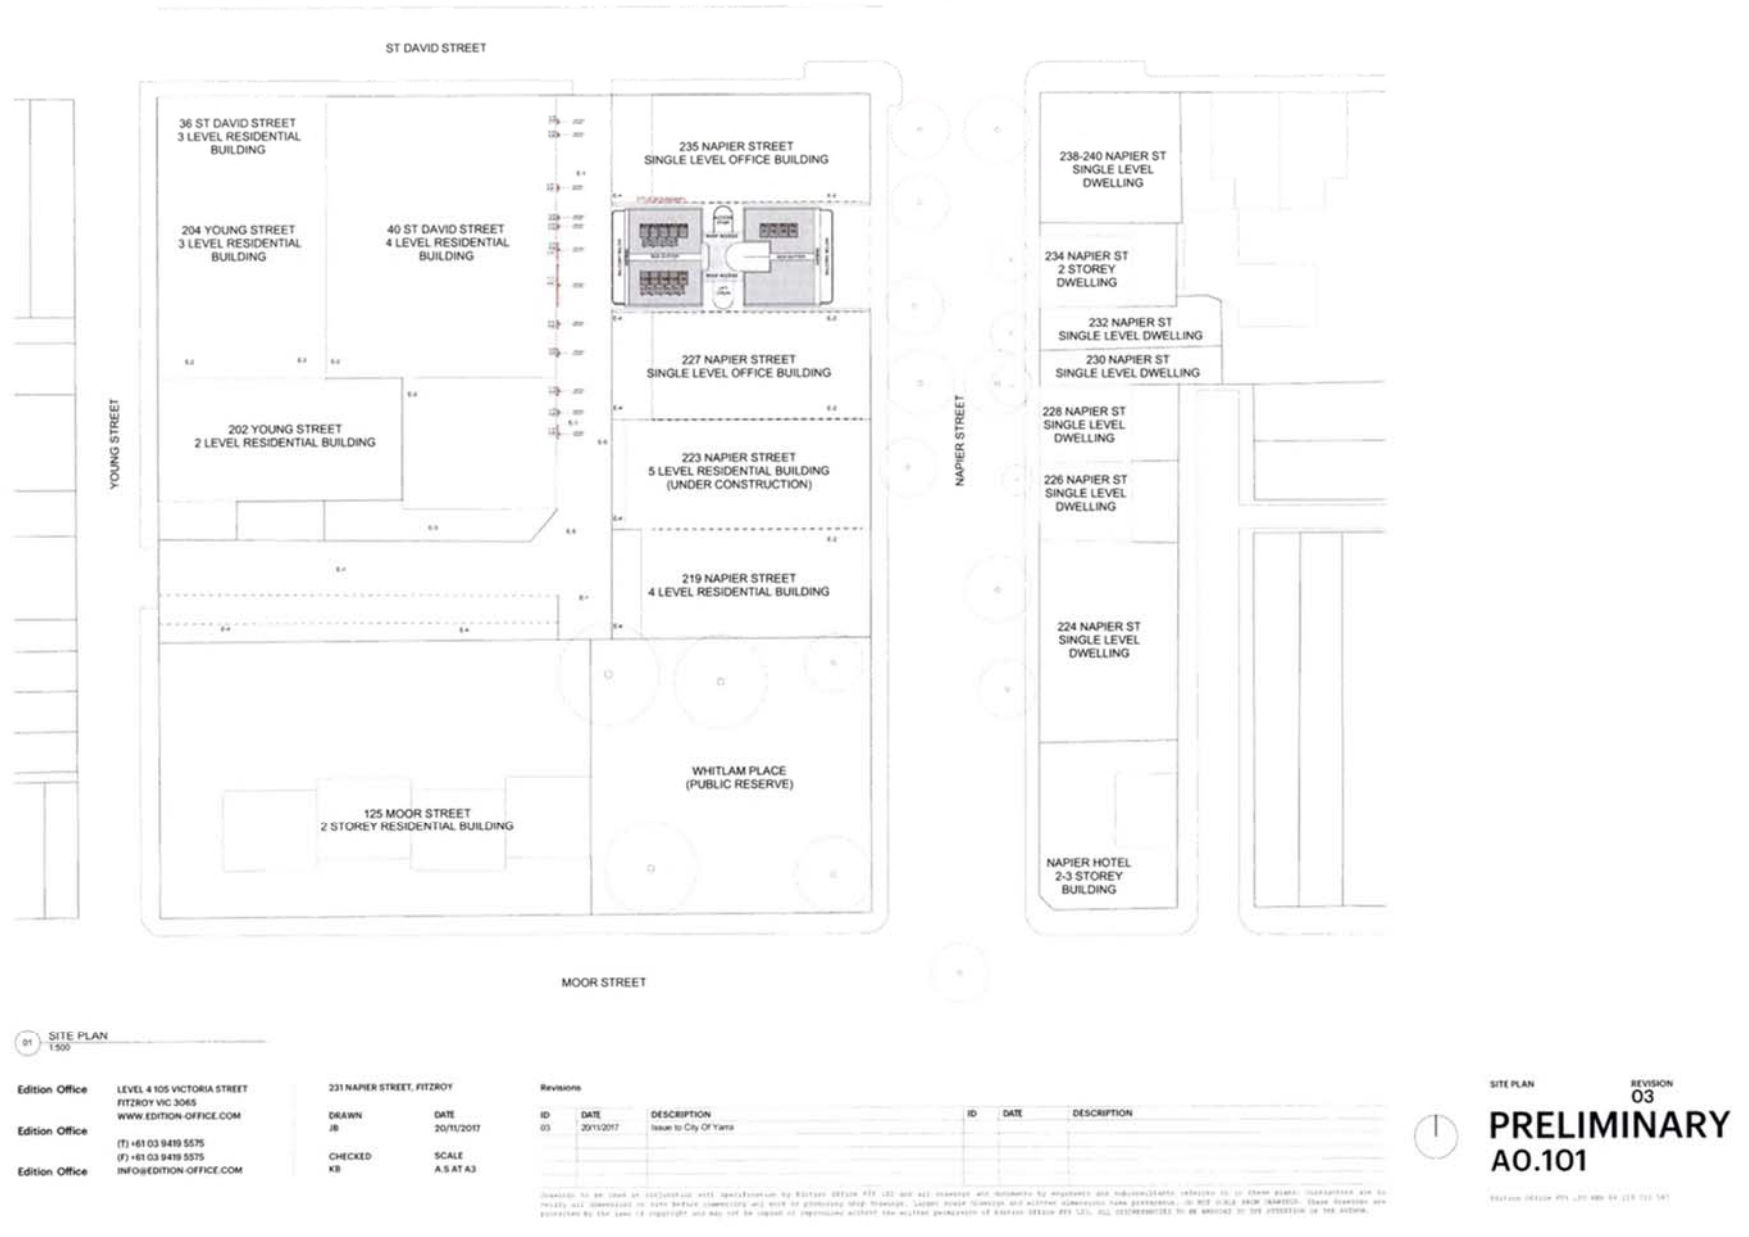 ST DAVID STREET
36 ST DAVID STREET
3 LEVEL RESIDENTIAL
BUILDING
204 YOUNG STREET
3 LEVEL RESIDENTIAL
BUILDING
40 ST DAVID STREET
4 LEVEL RESIDENTIAL
BUILDING
235 NAPIER STREET
SINGLE LEVEL OFFICE BUILDING
238-240 NAPIER ST
SINGLE LEVEL
DWELLING
234 NAPIER ST
2 STOREY
DWELLING
232 NAPIER ST
SINGLE LEVEL DWELLING
230 NAPIER ST
SINGLE LEVEL DWELLING
227 NAPIER STREET
SINGLE LEVEL OFFICE BUILDING
228 NAPIER ST
SINGLE LEVEL
DWELLING
YOUNG STREET
202 YOUNG STREET
2 LEVEL RESIDENTIAL BUILDING
223 NAPIER STREET
5 LEVEL RESIDENTIAL BUILDING
(UNDER CONSTRUCTION)
NAPIER STREET
226 NAPIER ST
SINGLE LEVEL
DWELLING
219 NAPIER STREET
4 LEVEL RESIDENTIAL BUILDING
224 NAPIER ST
SINGLE LEVEL
DWELLING
WHITLAM PLACE
(PUBLIC RESERVE)
125 MOOR STREET
2 STOREY RESIDENTIAL BUILDING
NAPIER HOTEL
2-3 STOREY
BUILDING
MOOR STREET
01 SITE PLAN
1:500
Edition Office
LEVEL 4 105 VICTORIA STREET
FITZROY VIC 3065
WWW.EDITION-OFFICE.COM
Edition Office
(T) +61 03 9419 5575
(F) +61 03 9419 5575
Edition Office
INFO@EDITION-OFFICE.COM
231 NAPIER STREET, FITZROY
DRAWN DATE
JB 20/11/2017
CHECKED SCALE
KB A.S AT A3
Revisions
ID DATE DESCRIPTION ID DATE DESCRIPTION
03 20/11/2017 Issue to City Of Yarra
SITE PLAN REVISION
03
PRELIMINARY
A0.101